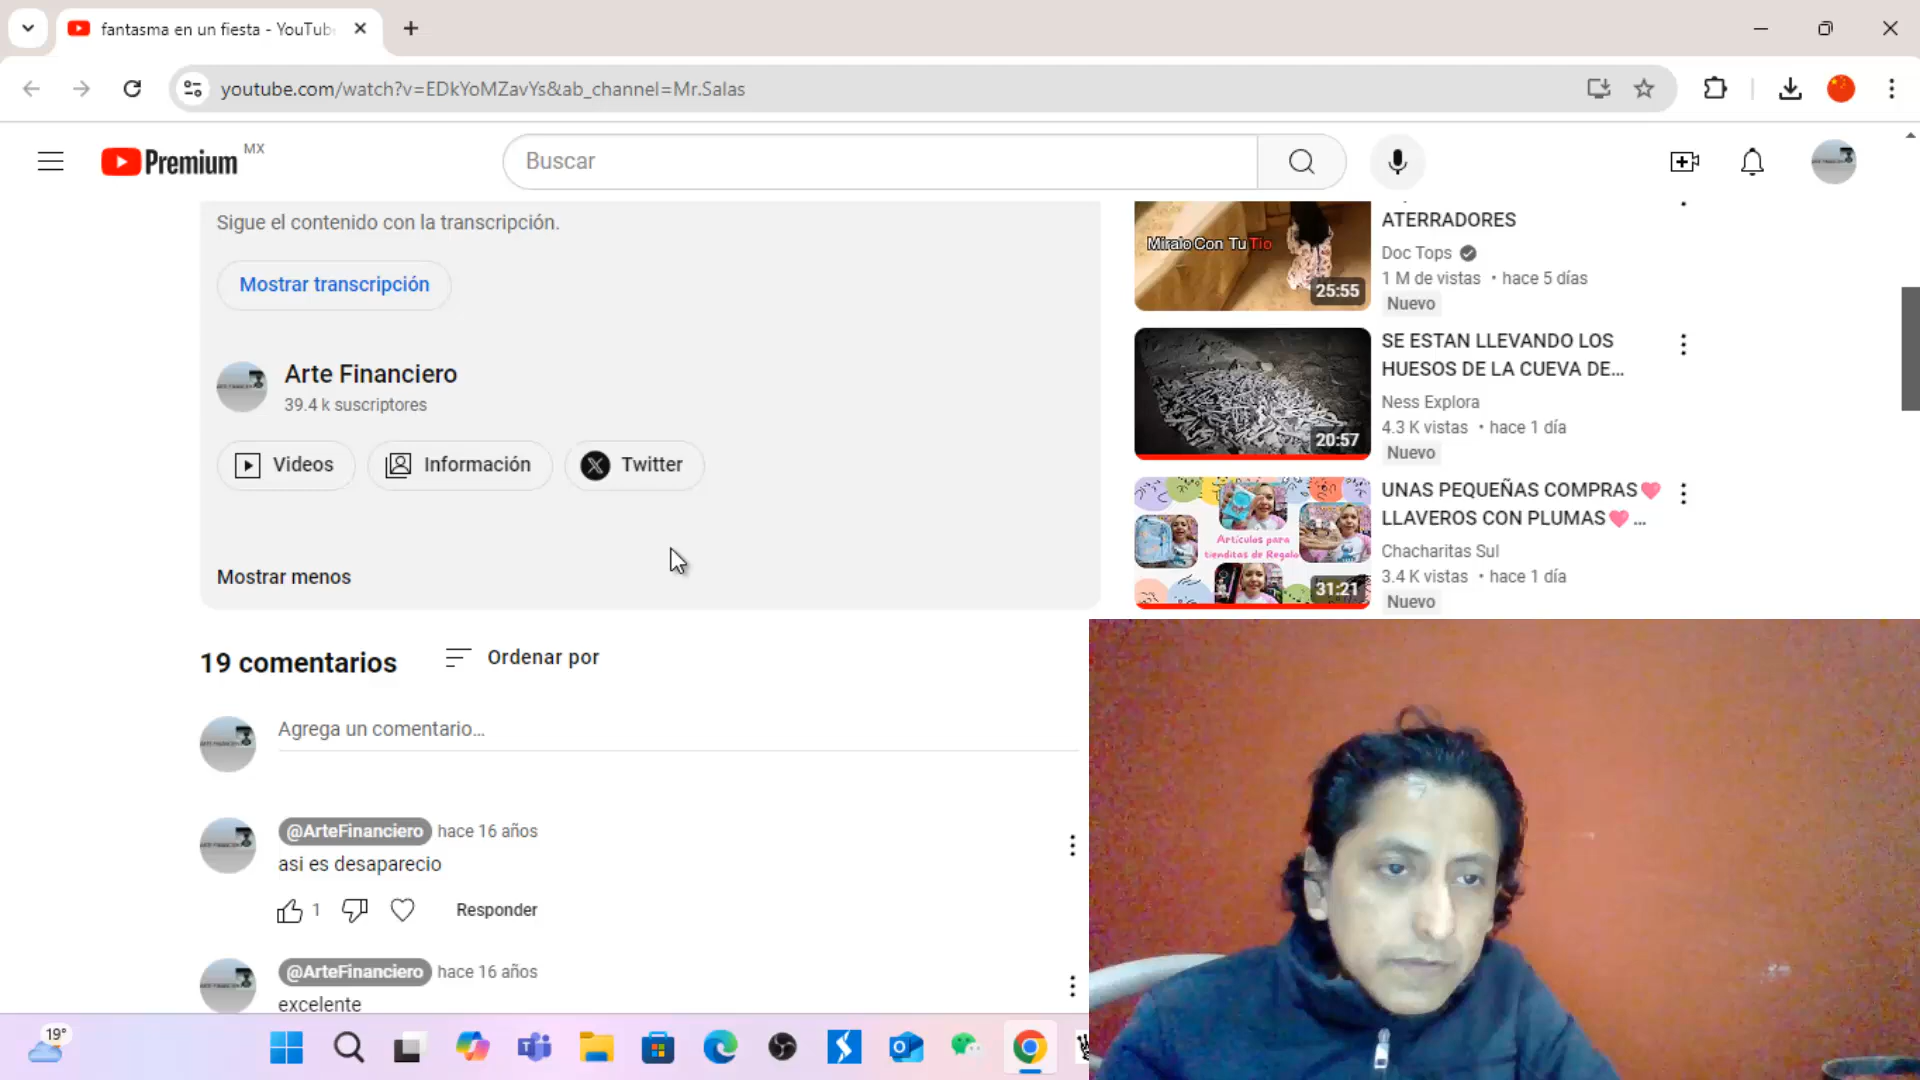 fantasma en un fiesta - YouTub
youtube.com/watch?v=EDkYoMZavYs&ab_channel=Mr.Salas
Premium MX
Buscar
Sigue el contenido con la transcripción.
Mostrar transcripción
Arte Financiero
39.4 k suscriptores
Videos
Información
Twitter
Mostrar menos
19 comentarios
Ordenar por
Agrega un comentario...
@ArteFinanciero hace 16 años
asi es desaparecio
1
Responder
@ArteFinanciero hace 16 años
excelente
Miralo Con Tu Tio
25:55
ATERRADORES
Doc Tops
1 M de vistas • hace 5 días
Nuevo
20:57
SE ESTAN LLEVANDO LOS
HUESOS DE LA CUEVA DE...
Ness Explora
4.3 K vistas • hace 1 día
Nuevo
Artículos para
tienditas de Regalo
31:21
UNAS PEQUEÑAS COMPRAS🩷
LLAVEROS CON PLUMAS🩷...
Chacharitas Sul
3.4 K vistas • hace 1 día
Nuevo
19°